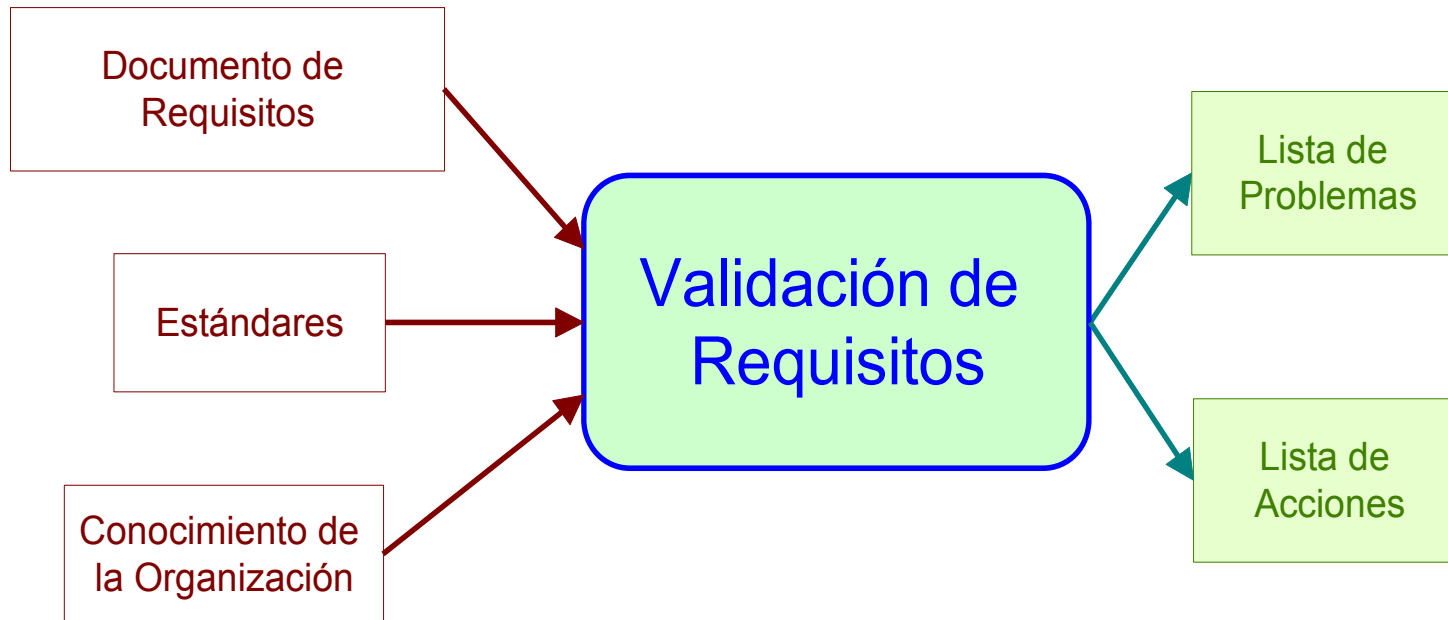 Documento de
Requisitos
Estándares
Conocimiento de
la Organización
Validación de
Requisitos
Lista de
Problemas
Lista de
Acciones